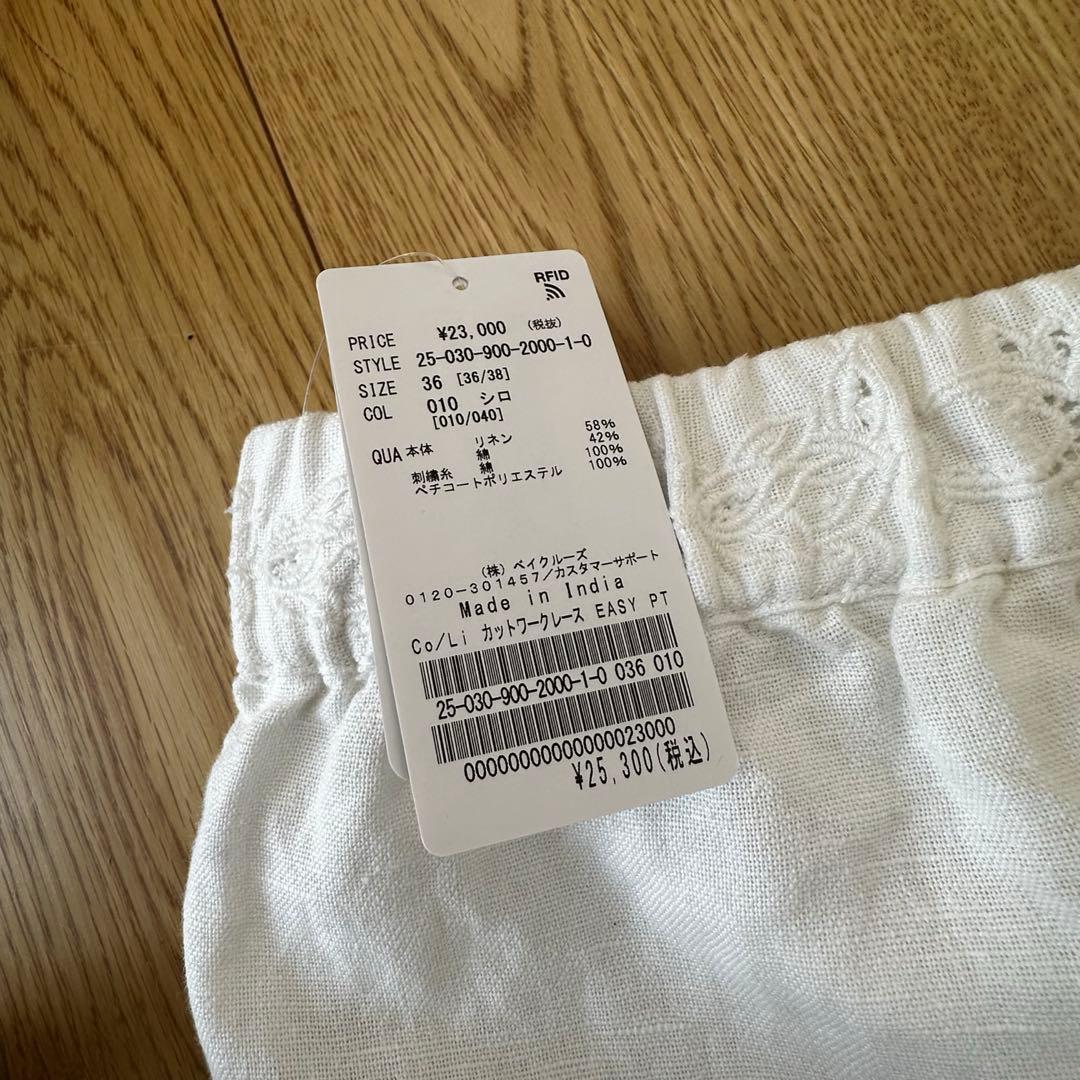 RFID
PRICE ¥23,000 (税抜)
STYLE 25-030-900-2000-1-0
SIZE 36 [36/38]
COL 010 シロ
[010/040]
QUA 本体 リネン 58%
綿 42%
刺繍糸 綿 100%
ペチコートポリエステル 100%
(株) ベイクルーズ
0120-301457/カスタマーサポート
Made in India
Co/Li カットワークレース EASY PT
25-030-900-2000-1-0 036 010
0000000000000023000
¥25,300(税込)